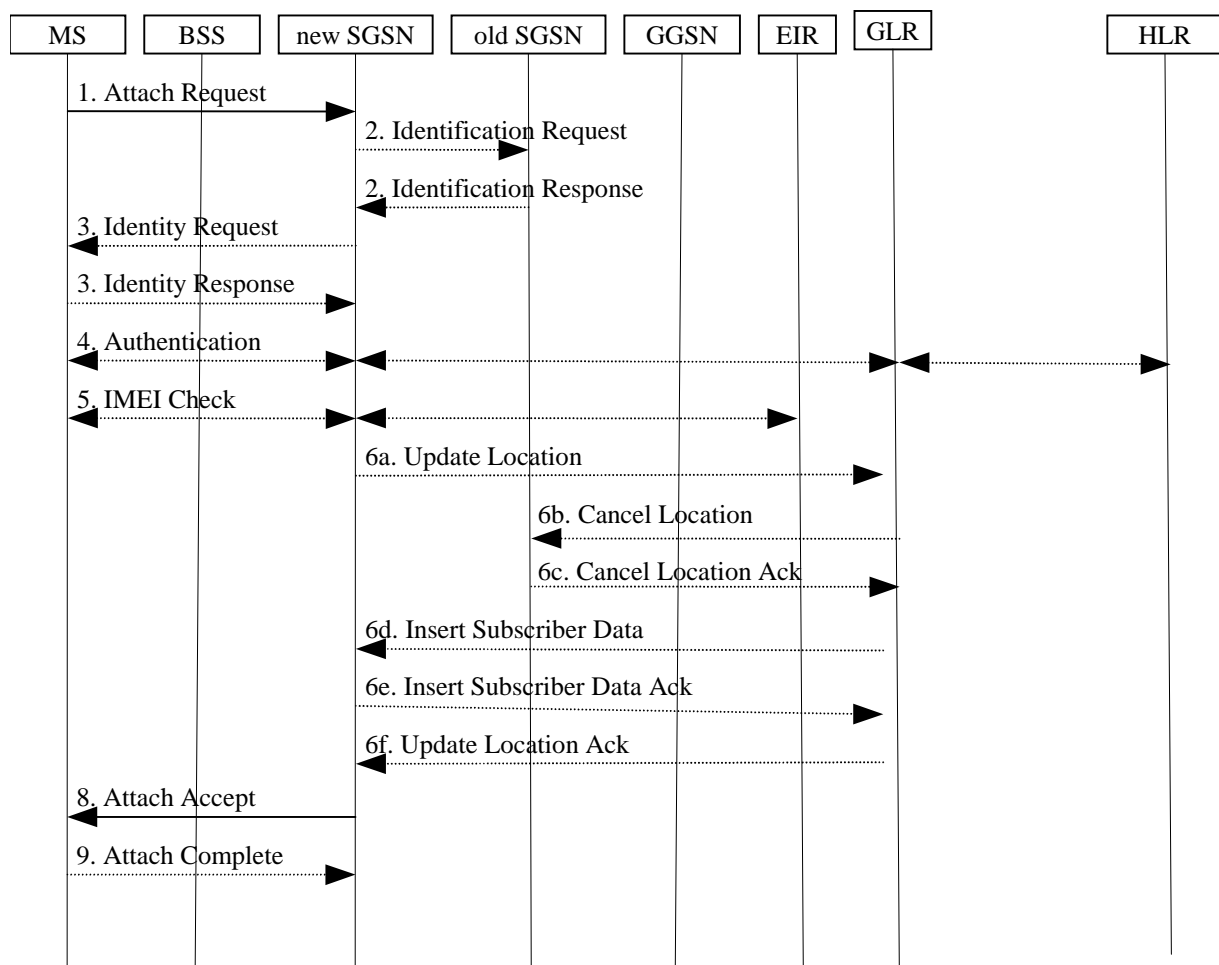 MS BSS new SGSN old SGSN GGSN EIR GLR HLR
1. Attach Request
2. Identification Request
2. Identification Response
3. Identity Request
3. Identity Response
4. Authentication
5. IMEI Check
6a. Update Location
6b. Cancel Location
6c. Cancel Location Ack
6d. Insert Subscriber Data
6e. Insert Subscriber Data Ack
6f. Update Location Ack
8. Attach Accept
9. Attach Complete